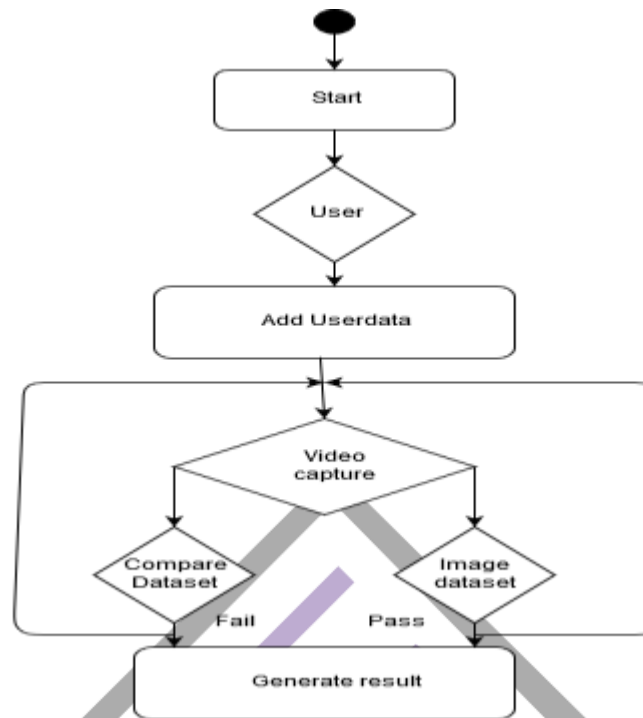 Start
User
Add Userdata
Video
capture
Compare
Dataset
Image
dataset
Fail
Pass
Generate result